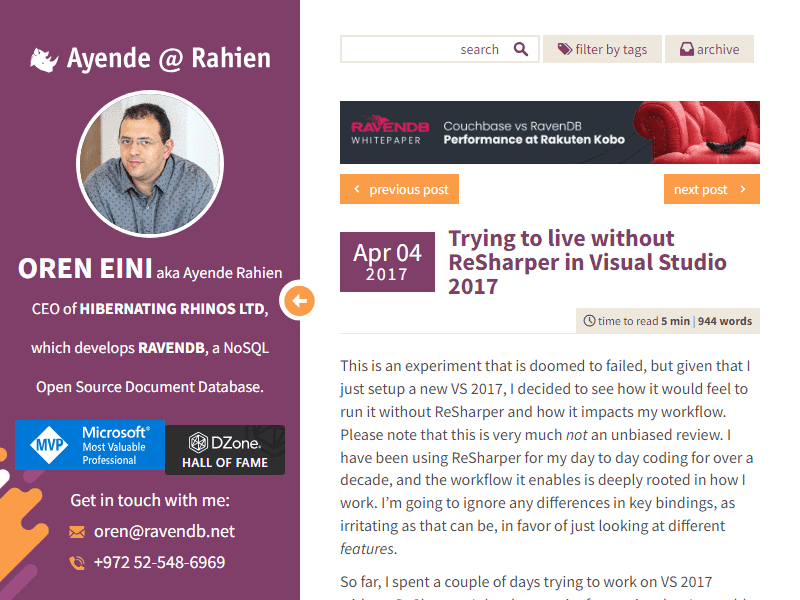 Ayende @ Rahien
OREN EINI aka Ayende Rahien
CEO of HIBERNATING RHINOS LTD,
which develops RAVENDB, a NoSQL
Open Source Document Database.
MVP
Microsoft®
Most Valuable
Professional
DZone.
HALL OF FAME
Get in touch with me:
oren@ravendb.net
+972 52-548-6969
search
filter by tags
archive
RAVENDB
WHITEPAPER
Couchbase vs RavenDB
Performance at Rakuten Kobo
previous post
next post
Apr 04
2017
Trying to live without
ReSharper in Visual Studio
2017
time to read 5 min | 944 words
This is an experiment that is doomed to failed, but given that I
just setup a new VS 2017, I decided to see how it would feel to
run it without ReSharper and how it impacts my workflow.
Please note that this is very much not an unbiased review. I
have been using ReSharper for my day to day coding for over a
decade, and the workflow it enables is deeply rooted in how I
work. I’m going to ignore any differences in key bindings, as
irritating as that can be, in favor of just looking at different
features.
So far, I spent a couple of days trying to work on VS 2017